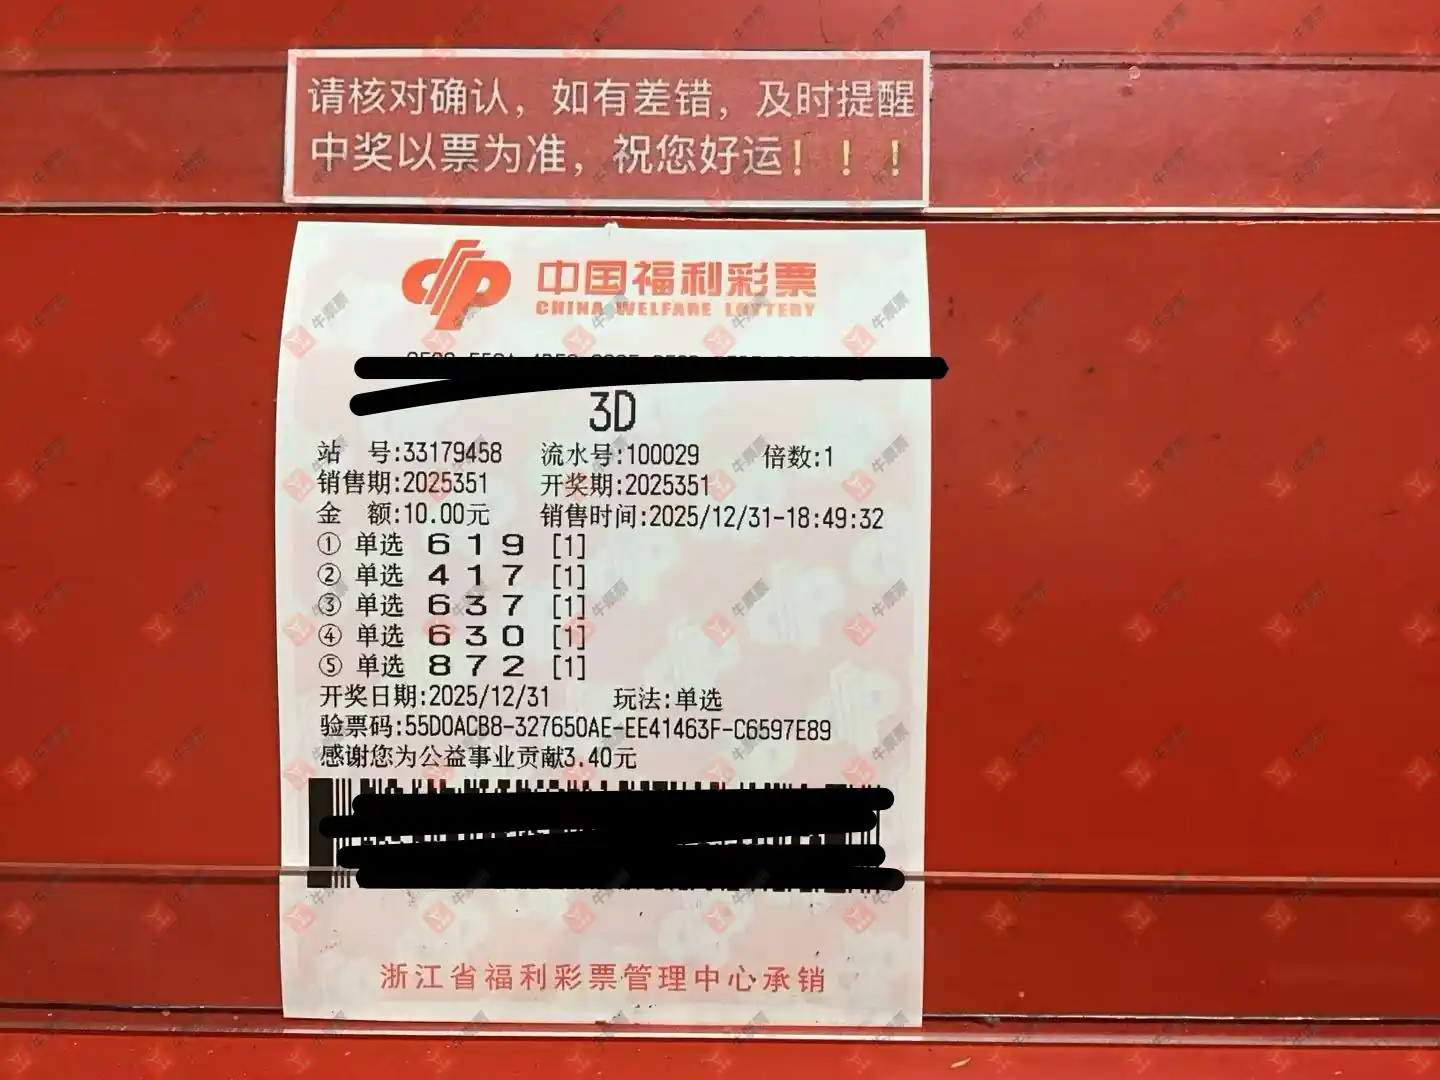 请核对确认，如有差错，及时提醒
中奖以票为准，祝您好运！！！
中国福利彩票
CHINA WELFARE LOTTERY
3D
站 号:33179458 流水号:100029 倍数:1
销售期:2025351 开奖期:2025351
金 额:10.00元 销售时间:2025/12/31-18:49:32
① 单选 6 1 9 [1]
② 单选 4 1 7 [1]
③ 单选 6 3 7 [1]
④ 单选 6 3 0 [1]
⑤ 单选 8 7 2 [1]
开奖日期:2025/12/31 玩法:单选
验票码:55D0ACB8-327650AE-EE41463F-C6597E89
感谢您为公益事业贡献3.40元
浙江省福利彩票管理中心承销